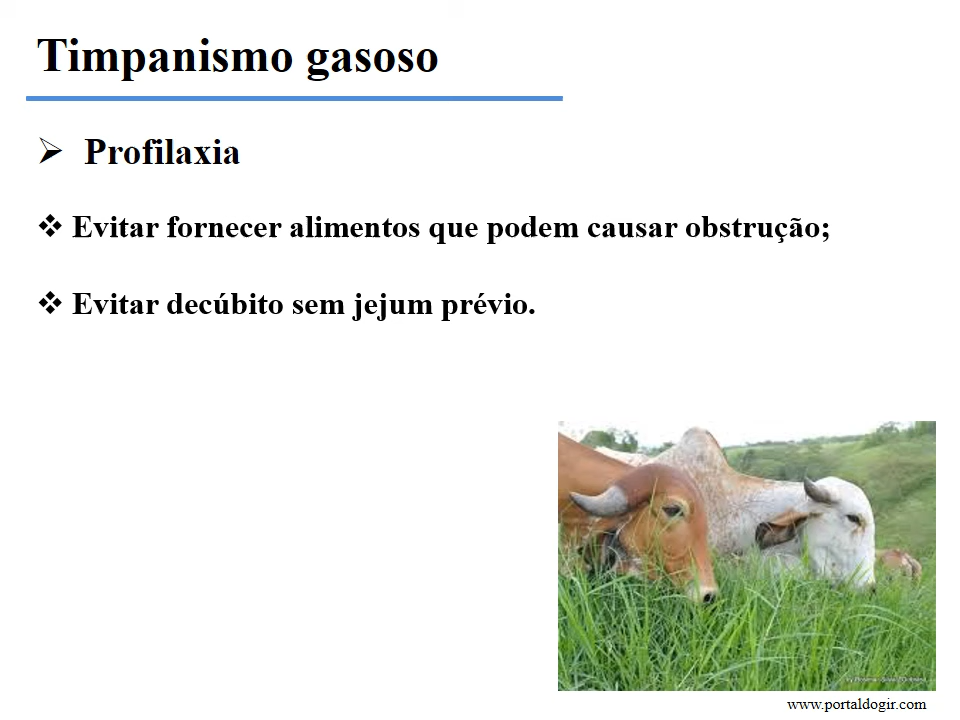 Timpanismo gasoso
Profilaxia
Evitar fornecer alimentos que podem causar obstrução;
Evitar decúbito sem jejum prévio.
www.portaldogir.com